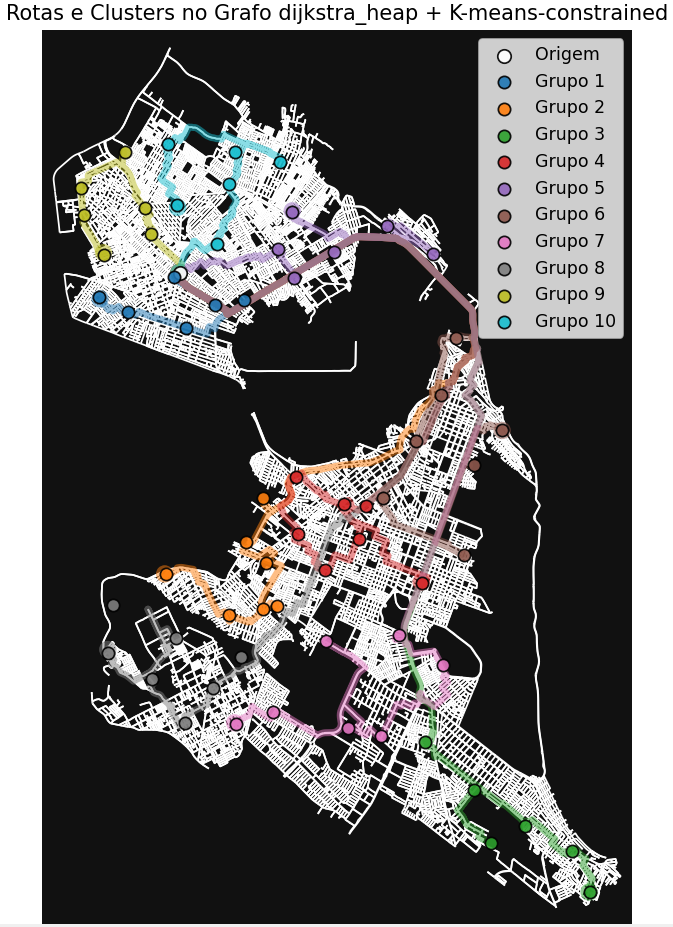 Rotas e Clusters no Grafo dijkstra_heap + K-means-constrained
Origem
Grupo 1
Grupo 2
Grupo 3
Grupo 4
Grupo 5
Grupo 6
Grupo 7
Grupo 8
Grupo 9
Grupo 10